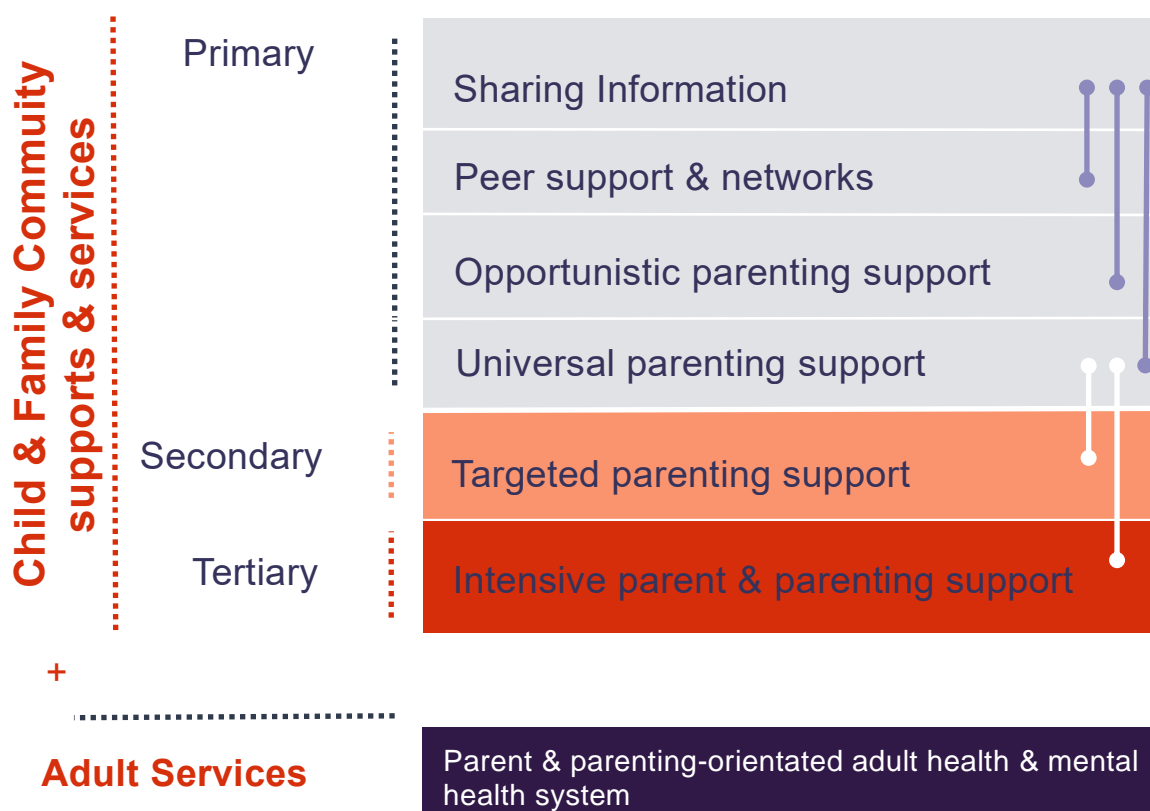 Child & Family Commuity
supports & services
Primary
Sharing Information
Peer support & networks
Opportunistic parenting support
Universal parenting support
Secondary
Targeted parenting support
Tertiary
Intensive parent & parenting support
+
Adult Services
Parent & parenting-orientated adult health & mental
health system